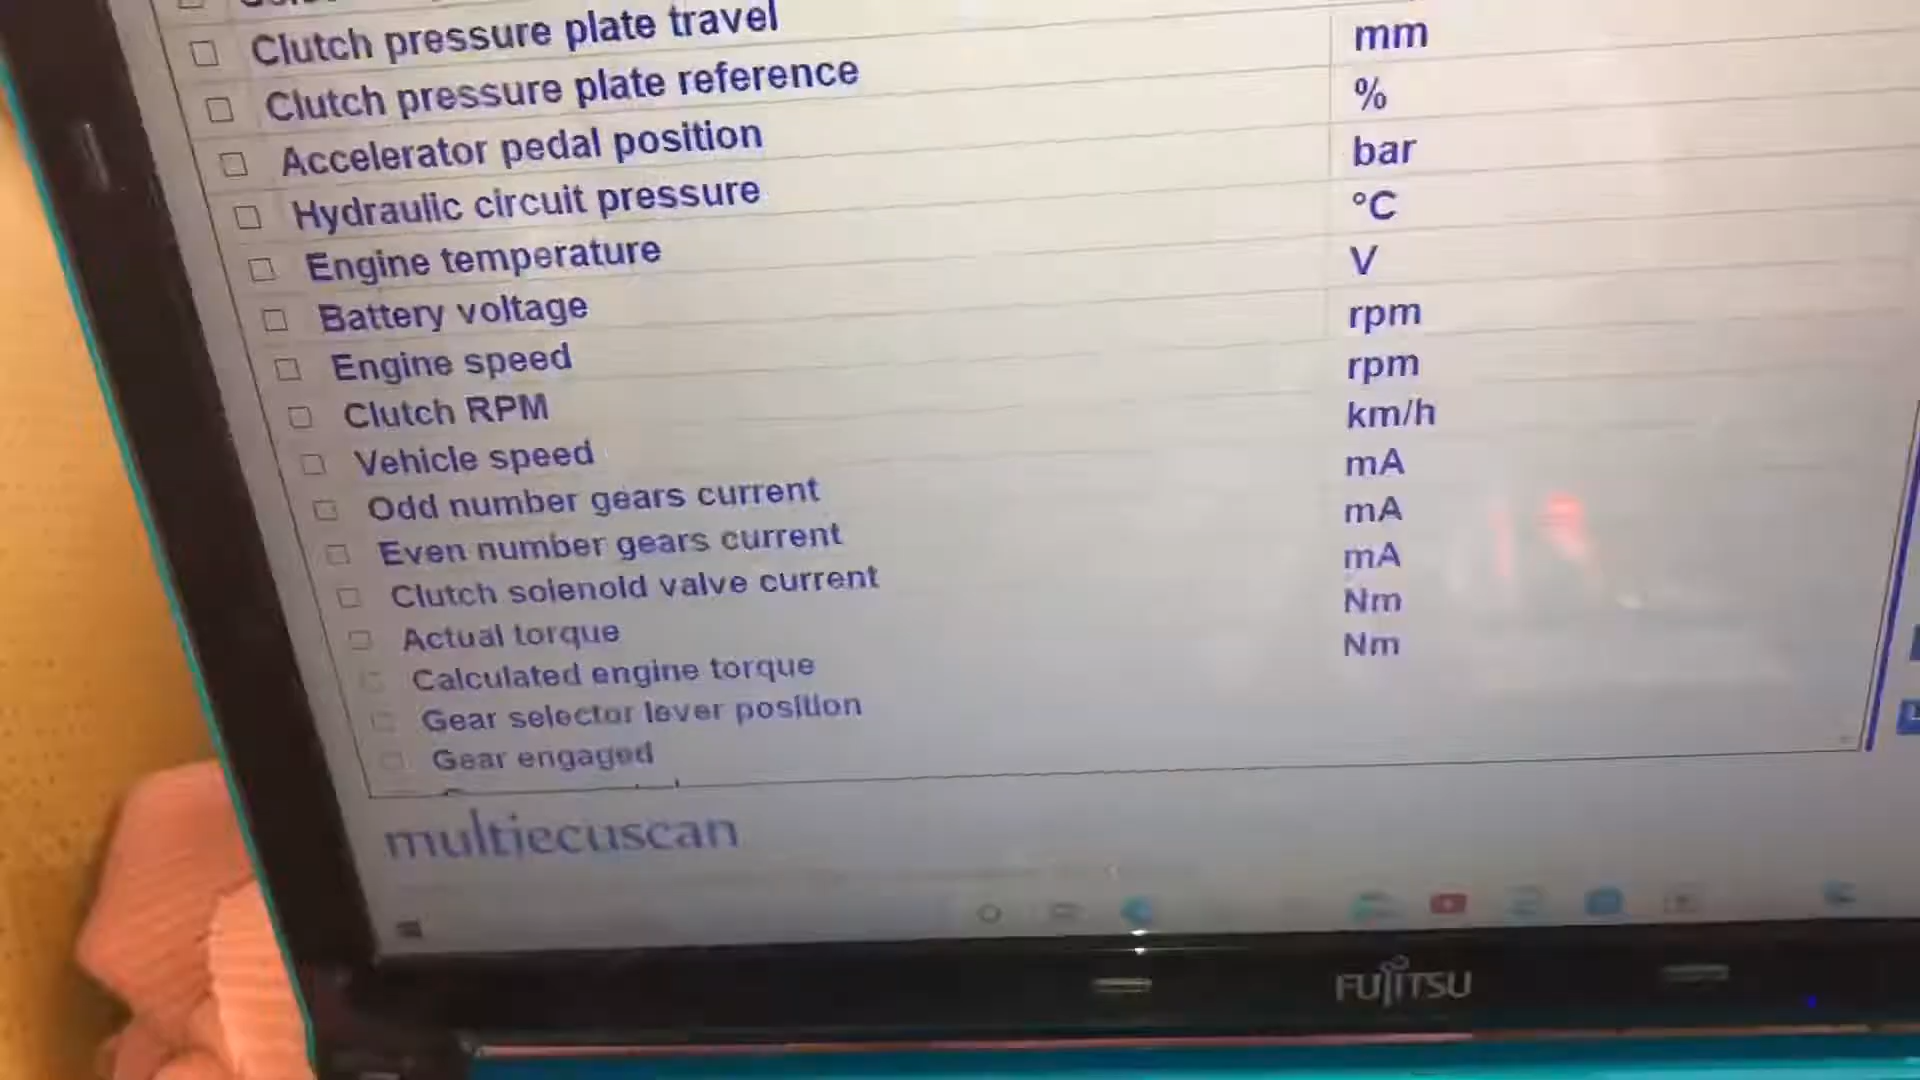 Clutch pressure plate travel mm
Clutch pressure plate reference %
Accelerator pedal position bar
Hydraulic circuit pressure °C
Engine temperature V
Battery voltage rpm
Engine speed rpm
Clutch RPM km/h
Vehicle speed mA
Odd number gears current mA
Even number gears current mA
Clutch solenoid valve current Nm
Actual torque Nm
Calculated engine torque
Gear selector lever position
Gear engaged
multiecuscan
FUJITSU